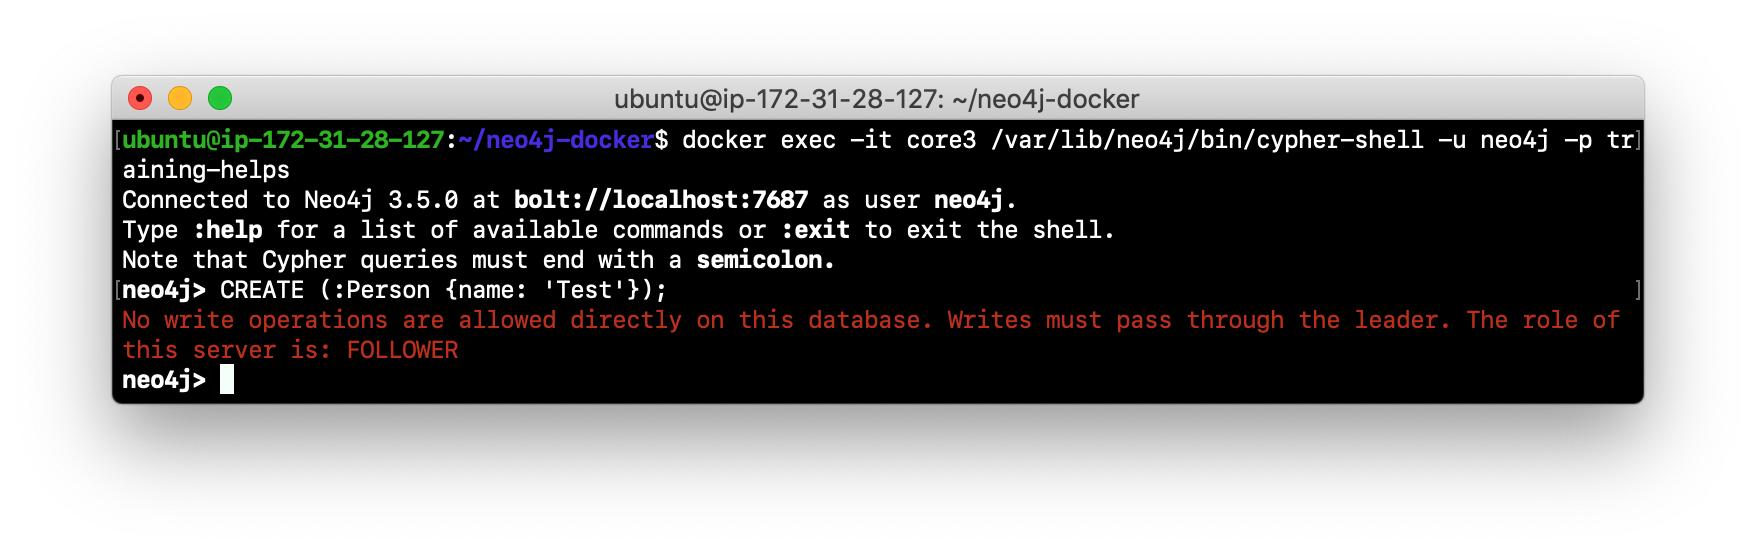 ubuntu@ip-172-31-28-127: ~/neo4j-docker
[ubuntu@ip-172-31-28-127:~/neo4j-docker$ docker exec -it core3 /var/lib/neo4j/bin/cypher-shell -u neo4j -p tr]
aining-helps
Connected to Neo4j 3.5.0 at bolt://localhost:7687 as user neo4j.
Type :help for a list of available commands or :exit to exit the shell.
Note that Cypher queries must end with a semicolon.
[neo4j> CREATE (:Person {name: 'Test'}); ]
No write operations are allowed directly on this database. Writes must pass through the leader. The role of
this server is: FOLLOWER
neo4j>